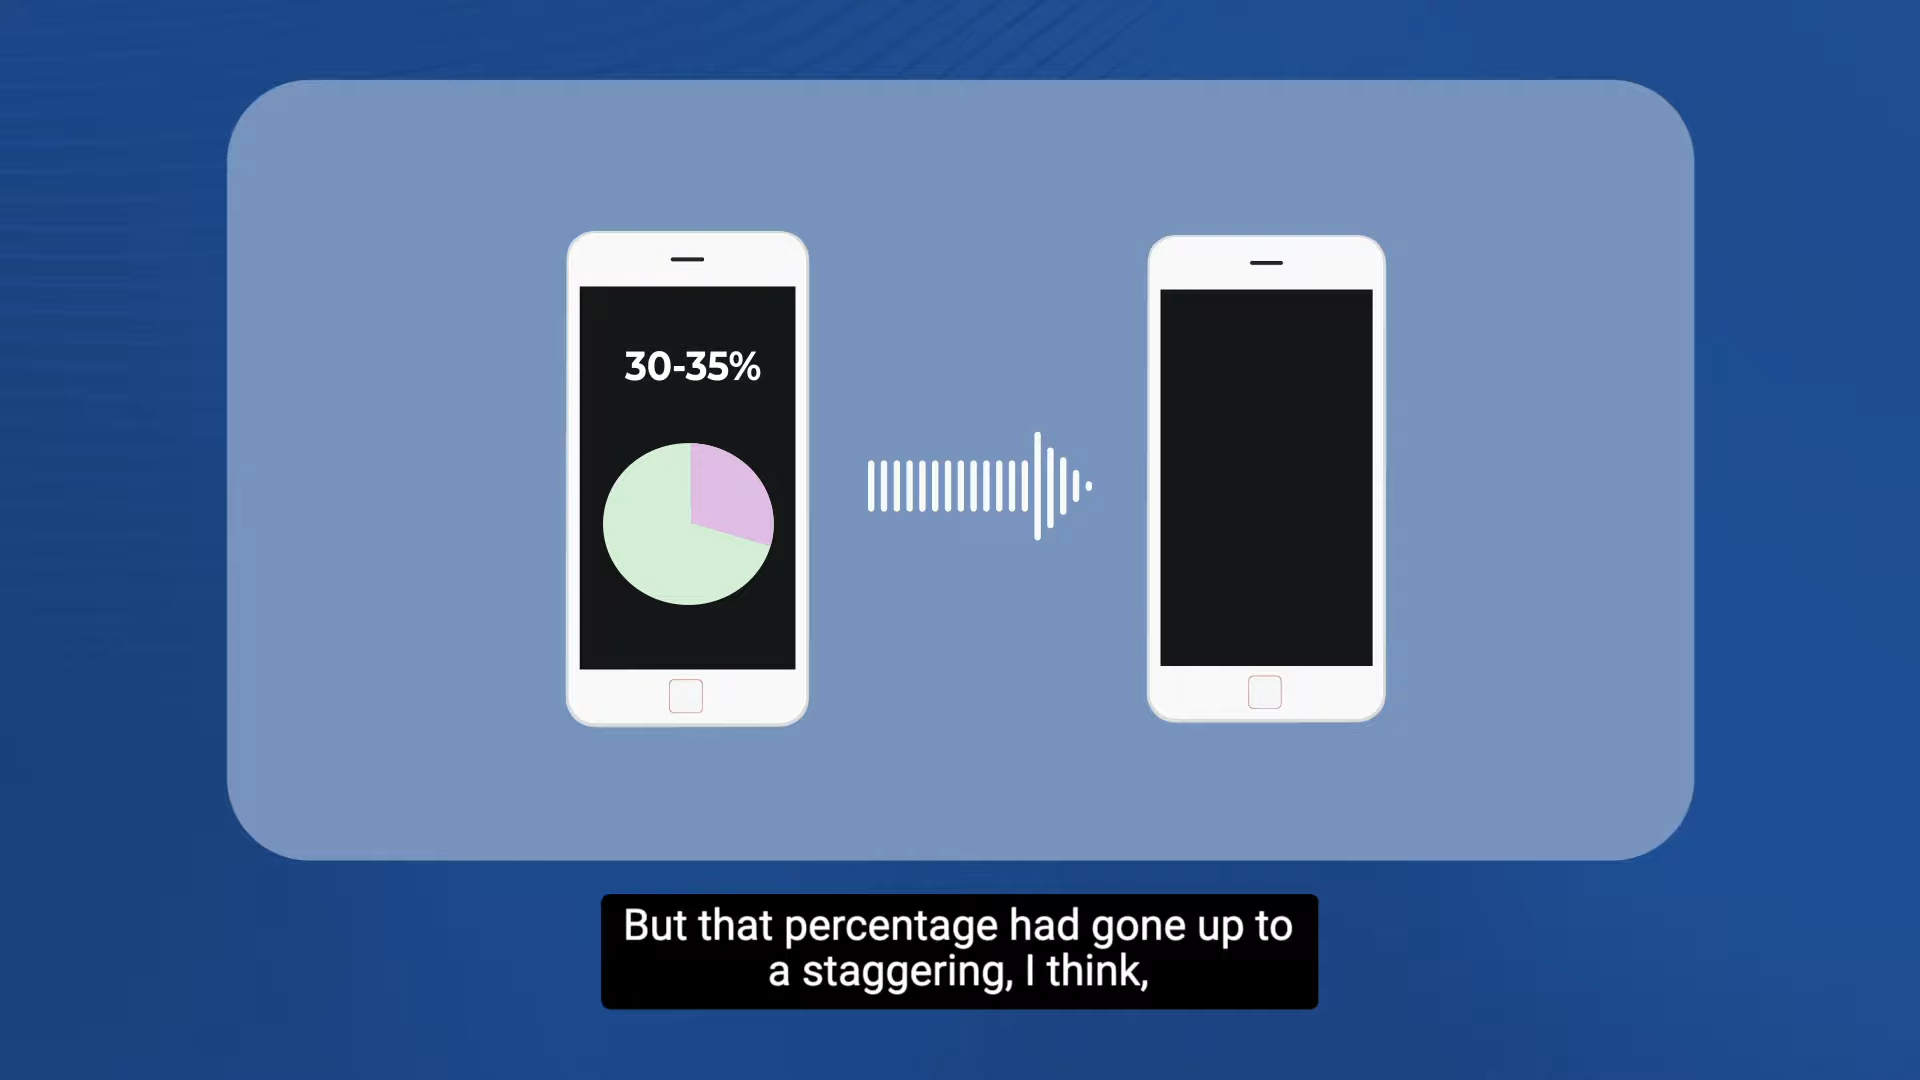 30-35%
But that percentage had gone up to
a staggering, I think,